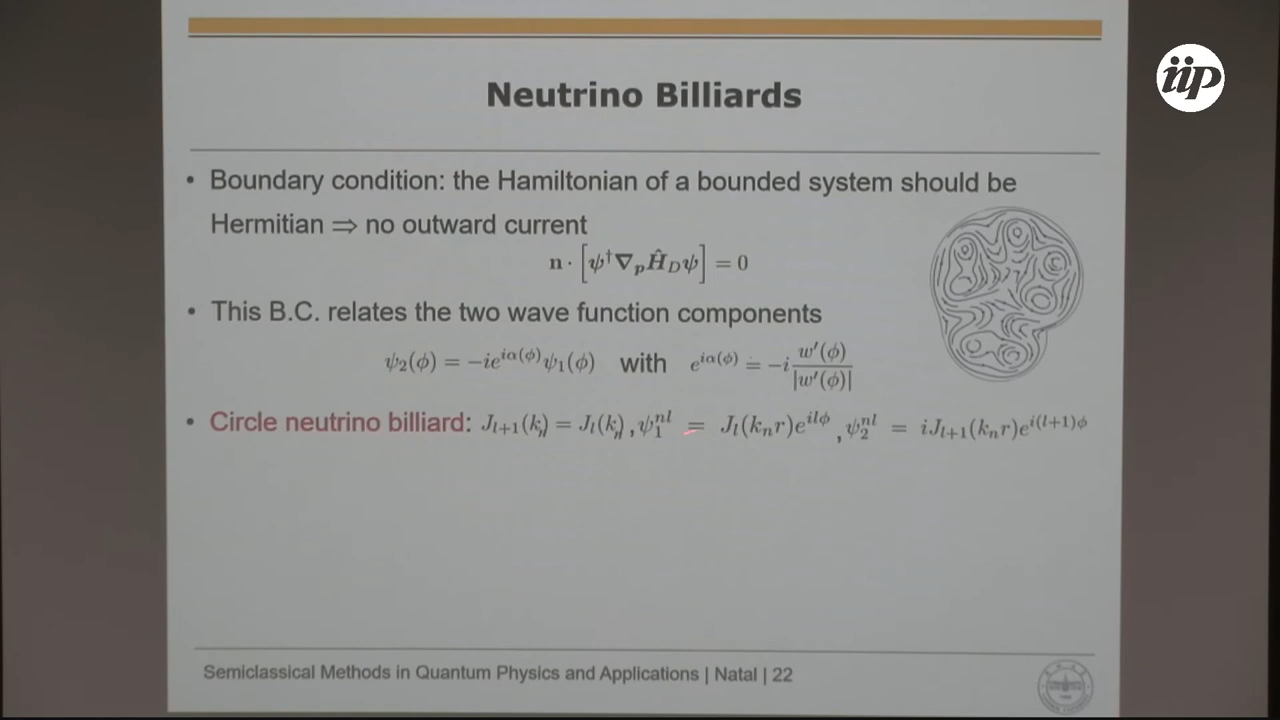 iip
Neutrino Billiards
• Boundary condition: the Hamiltonian of a bounded system should be
Hermitian ⇒ no outward current
n · [ψ†∇ₚĤ_Dψ] = 0
• This B.C. relates the two wave function components
ψ₂(ϕ) = −ie^{iα(ϕ)}ψ₁(ϕ) with e^{iα(ϕ)} = −i w′(ϕ)/|w′(ϕ)|
• Circle neutrino billiard: J_{l+1}(k_n) = J_l(k_n), ψ₁^{nl} = J_l(k_n r)e^{ilϕ}, ψ₂^{nl} = iJ_{l+1}(k_n r)e^{i(l+1)ϕ}
Semiclassical Methods in Quantum Physics and Applications | Natal | 22